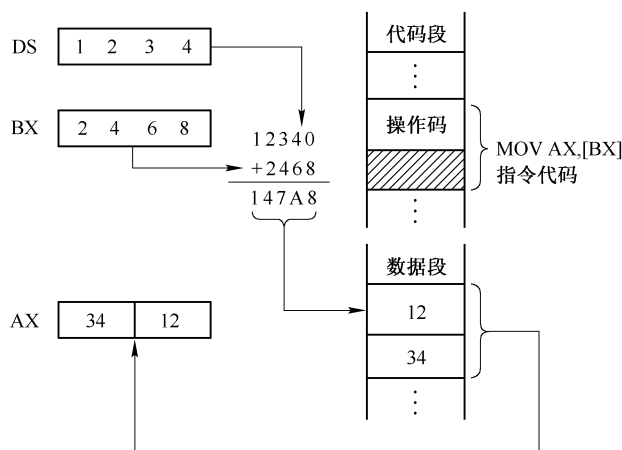 DS 1 2 3 4
BX 2 4 6 8
12340
+2468
147A8
AX 34 12
代码段
⋮
操作码
MOV AX,[BX]
指令代码
⋮
数据段
12
34
⋮